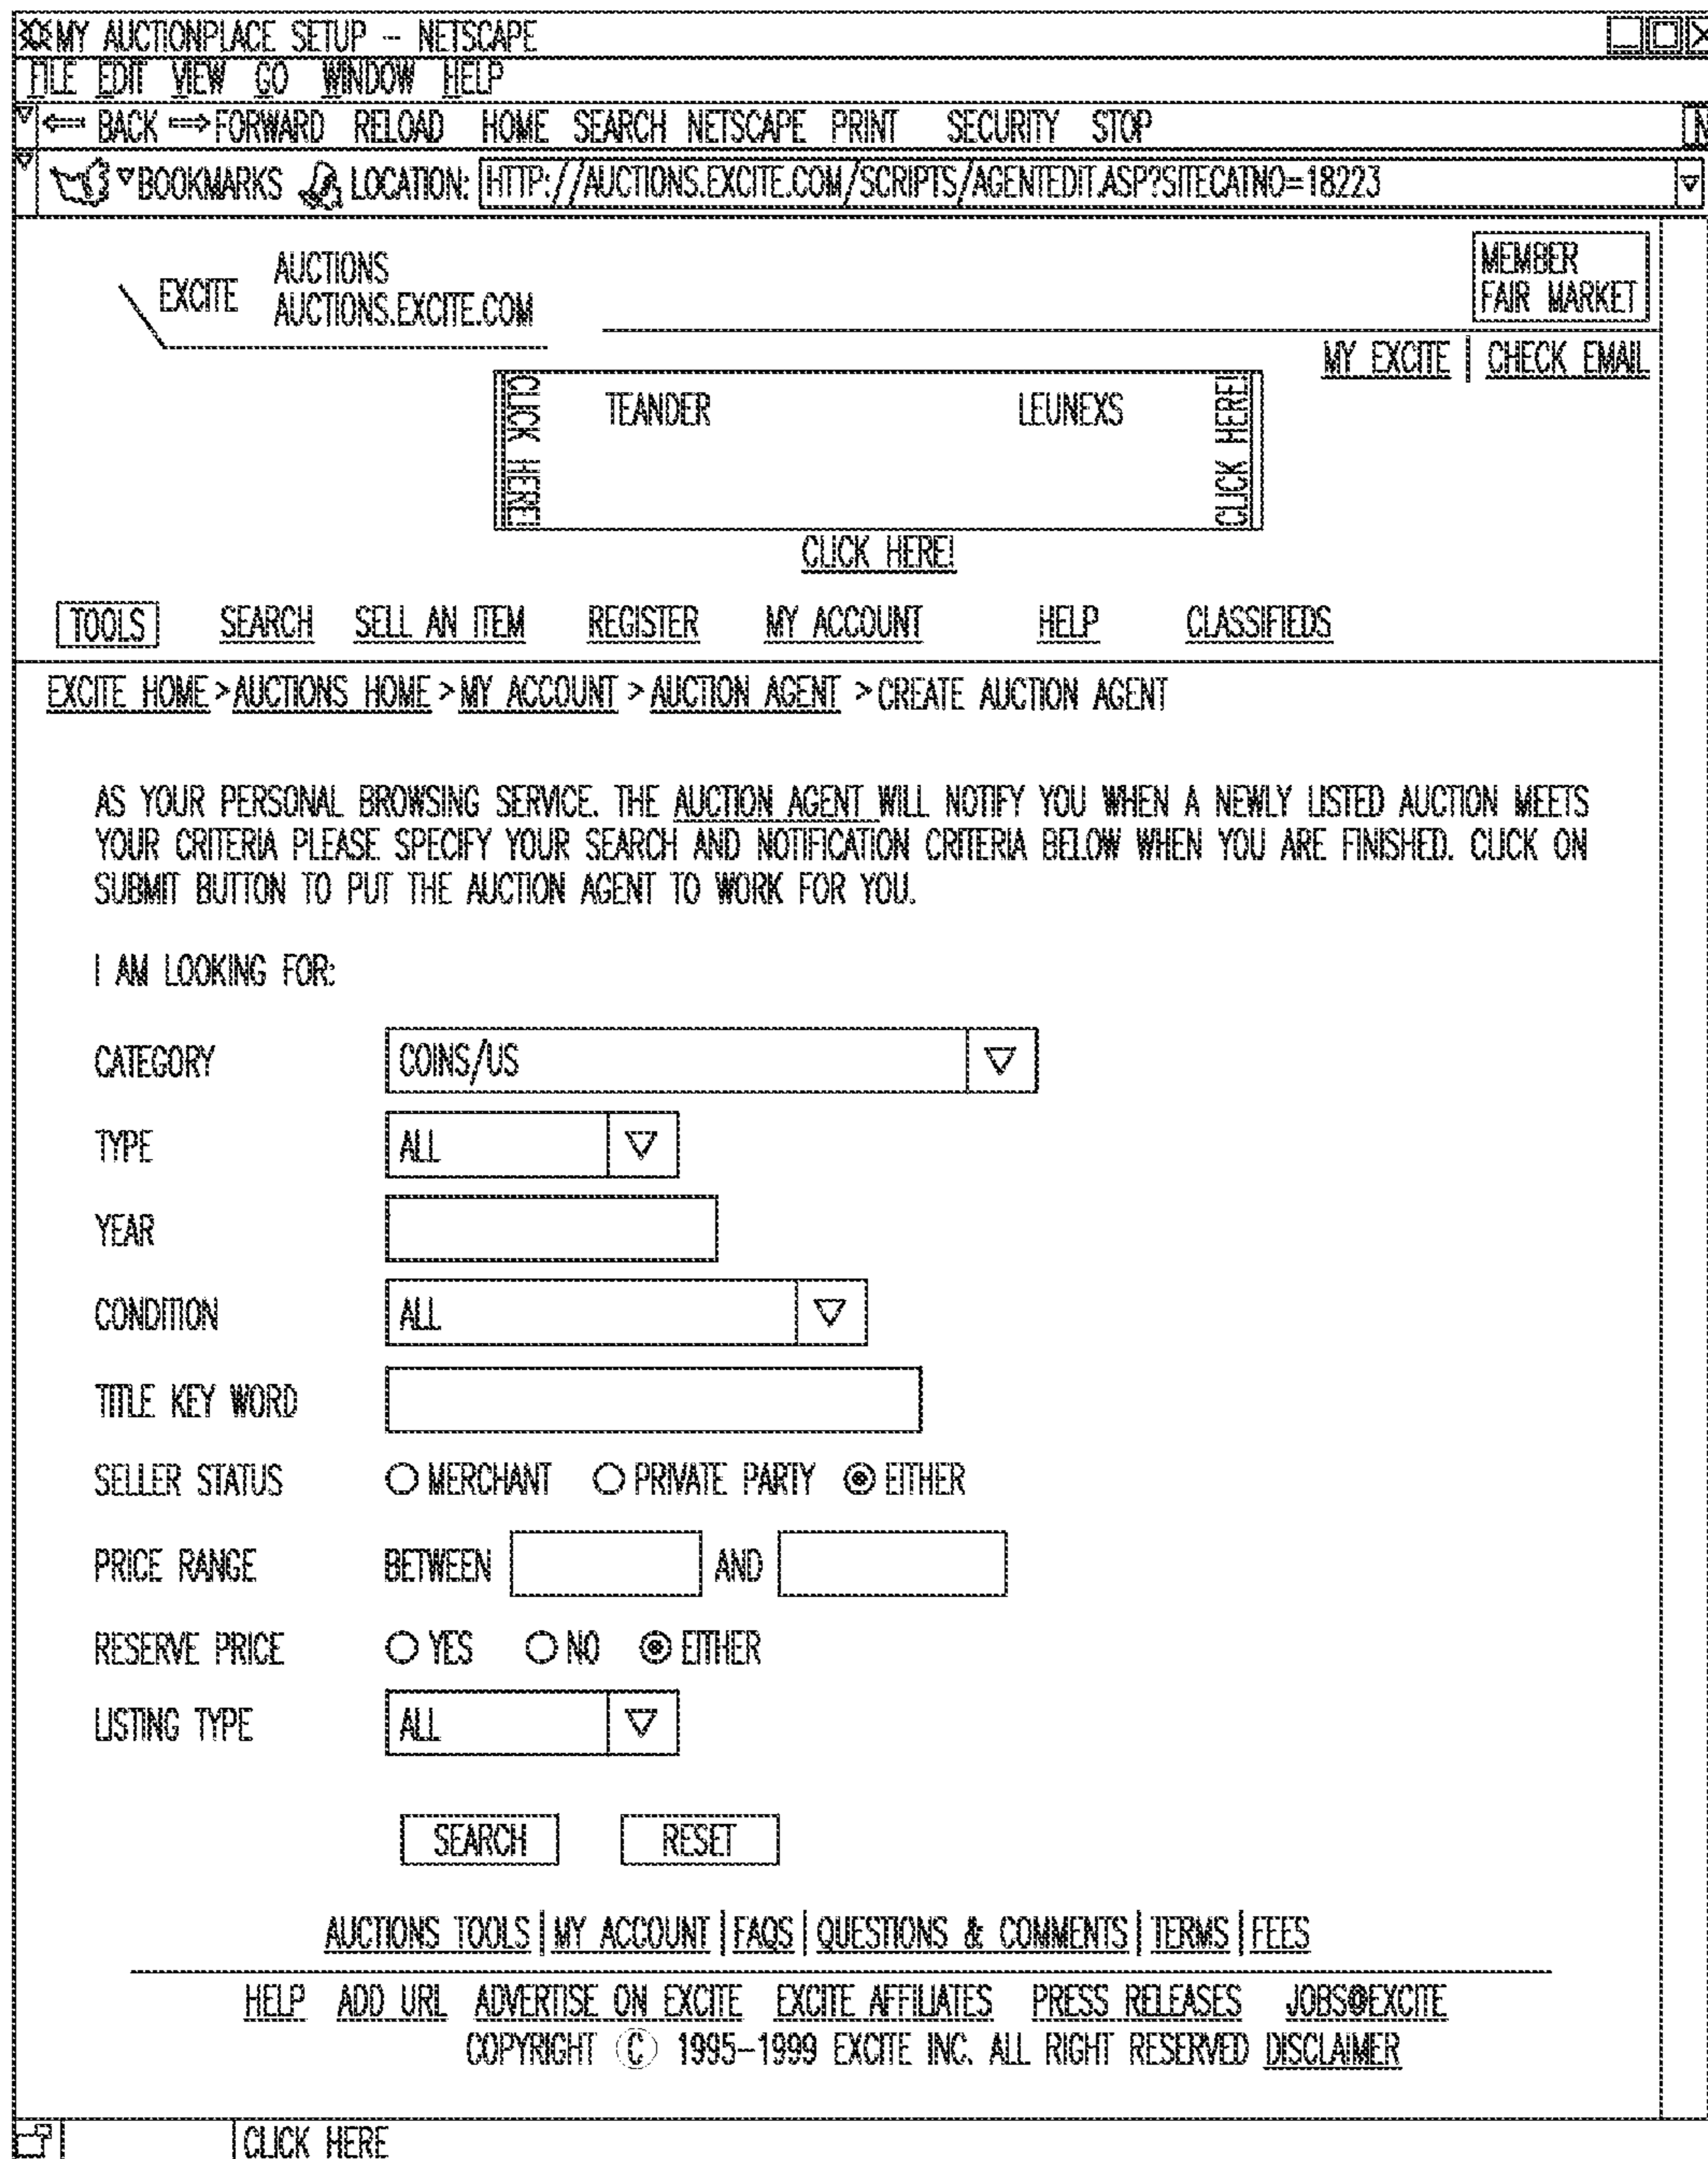 MY AUCTIONPLACE SETUP -- NETSCAPE
FILE EDIT VIEW GO WINDOW HELP
BACK FORWARD RELOAD HOME SEARCH NETSCAPE PRINT SECURITY STOP
N
BOOKMARKS LOCATION: HTTP://AUCTIONS.EXCITE.COM/SCRIPTS/AGENTEDIT.ASP?SITECATNO=18223
EXCITE
AUCTIONS
AUCTIONS.EXCITE.COM
MEMBER
FAIR MARKET
MY EXCITE | CHECK EMAIL
CLICK HERE!
TEANDER LEUNEXS
CLICK HERE!
CLICK HERE!
TOOLS SEARCH SELL AN ITEM REGISTER MY ACCOUNT HELP CLASSIFIEDS
EXCITE HOME > AUCTIONS HOME > MY ACCOUNT > AUCTION AGENT > CREATE AUCTION AGENT
AS YOUR PERSONAL BROWSING SERVICE. THE AUCTION AGENT WILL NOTIFY YOU WHEN A NEWLY LISTED AUCTION MEETS
YOUR CRITERIA PLEASE SPECIFY YOUR SEARCH AND NOTIFICATION CRITERIA BELOW WHEN YOU ARE FINISHED. CLICK ON
SUBMIT BUTTON TO PUT THE AUCTION AGENT TO WORK FOR YOU.
I AM LOOKING FOR:
CATEGORY COINS/US
TYPE ALL
YEAR
CONDITION ALL
TITLE KEY WORD
SELLER STATUS MERCHANT PRIVATE PARTY EITHER
PRICE RANGE BETWEEN AND
RESERVE PRICE YES NO EITHER
LISTING TYPE ALL
SEARCH RESET
AUCTIONS TOOLS | MY ACCOUNT | FAQS | QUESTIONS & COMMENTS | TERMS | FEES
HELP ADD URL ADVERTISE ON EXCITE EXCITE AFFILIATES PRESS RELEASES JOBS@EXCITE
COPYRIGHT © 1995-1999 EXCITE INC. ALL RIGHT RESERVED DISCLAIMER
CLICK HERE